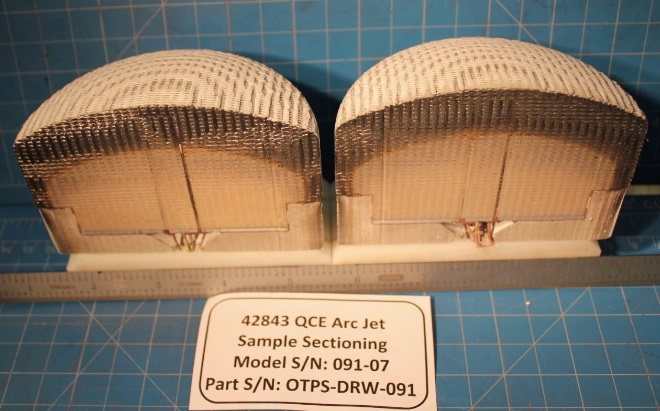 42843 QCE Arc Jet
Sample Sectioning
Model S/N: 091-07
Part S/N: OTPS-DRW-091